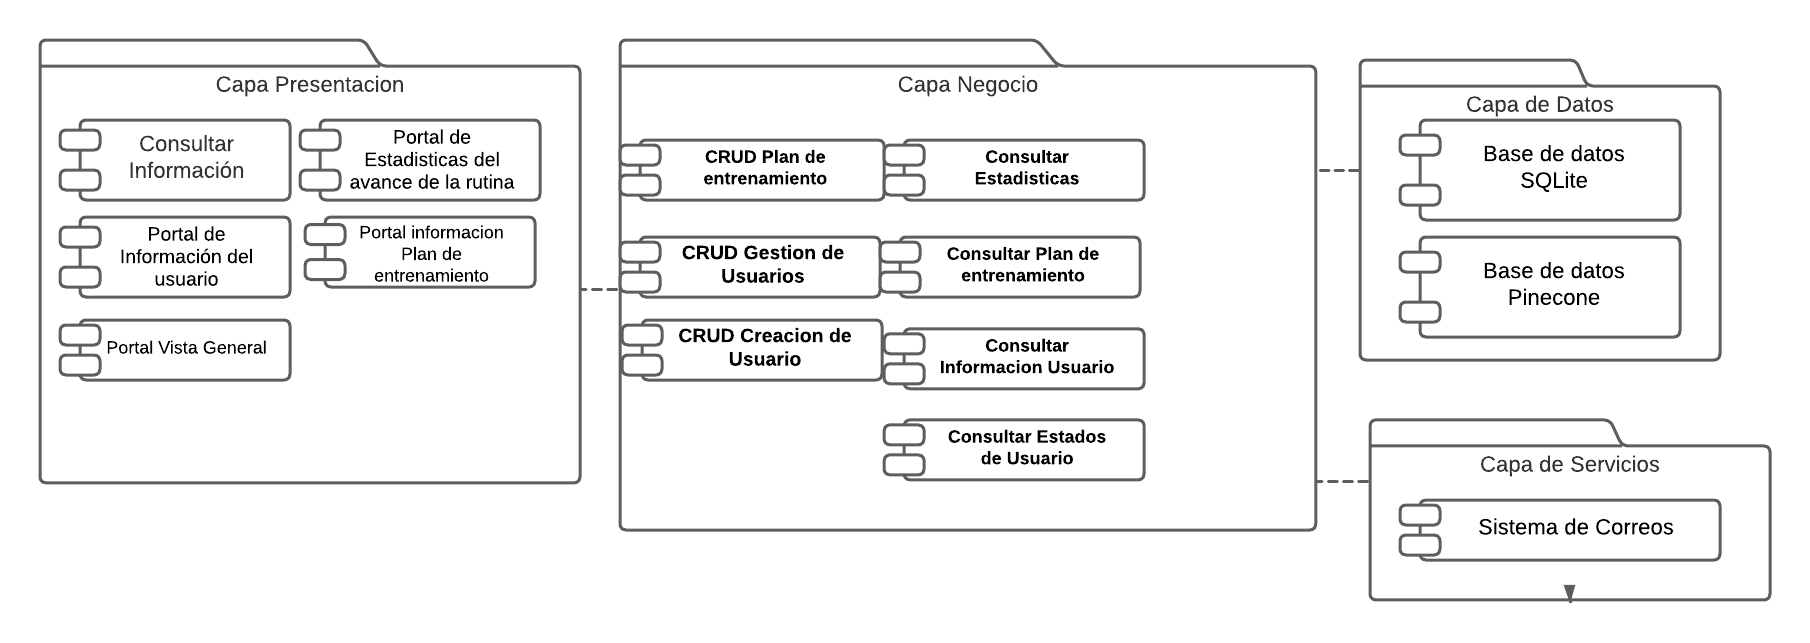 Capa Presentacion
Consultar
Información
Portal de
Estadisticas del
avance de la rutina
Portal de
Información del
usuario
Portal informacion
Plan de
entrenamiento
Portal Vista General
Capa Negocio
CRUD Plan de
entrenamiento
Consultar
Estadisticas
CRUD Gestion de
Usuarios
Consultar Plan de
entrenamiento
CRUD Creacion de
Usuario
Consultar
Informacion Usuario
Consultar Estados
de Usuario
Capa de Datos
Base de datos
SQLite
Base de datos
Pinecone
Capa de Servicios
Sistema de Correos